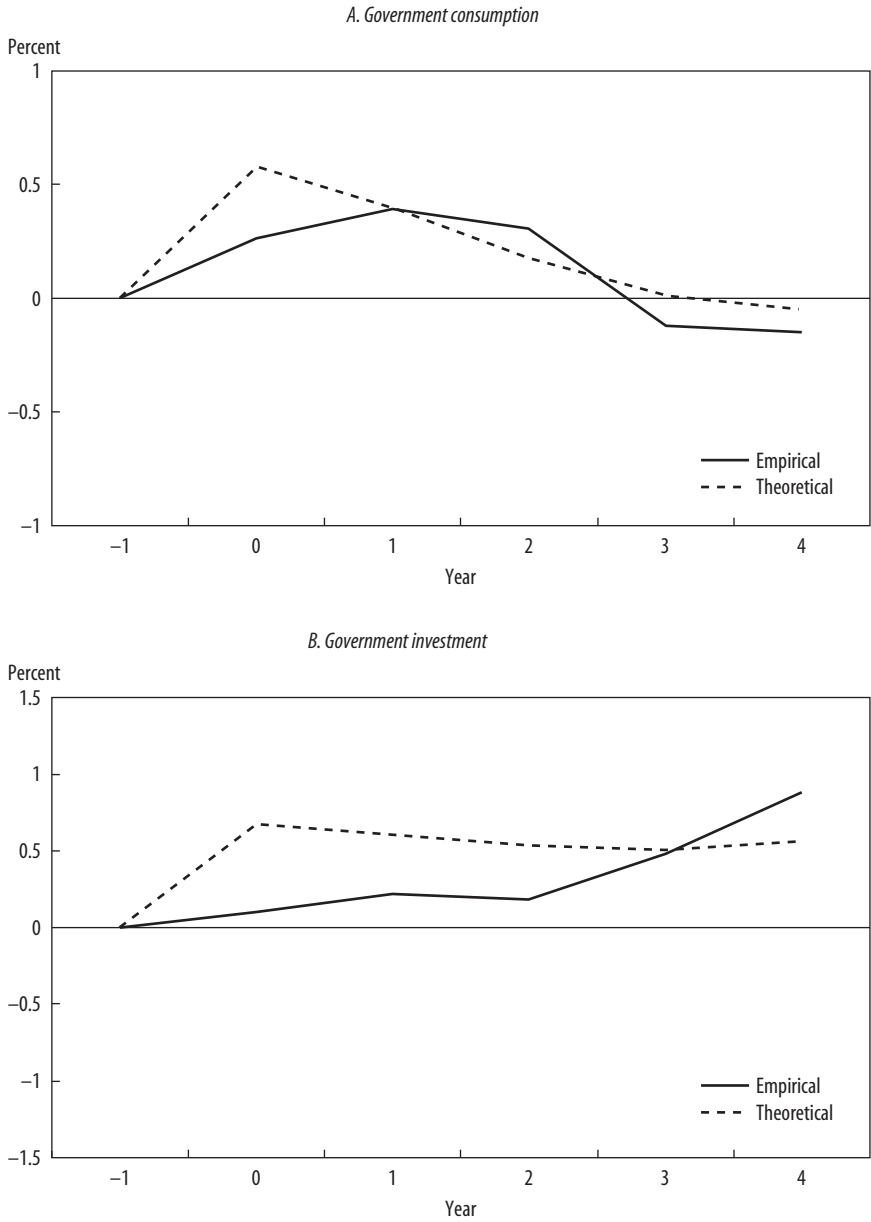 A. Government consumption
Percent
1
0.5
0
–0.5
–1
Empirical
Theoretical
–1 0 1 2 3 4
Year
B. Government investment
Percent
1.5
1
0.5
0
–0.5
–1
–1.5
Empirical
Theoretical
–1 0 1 2 3 4
Year